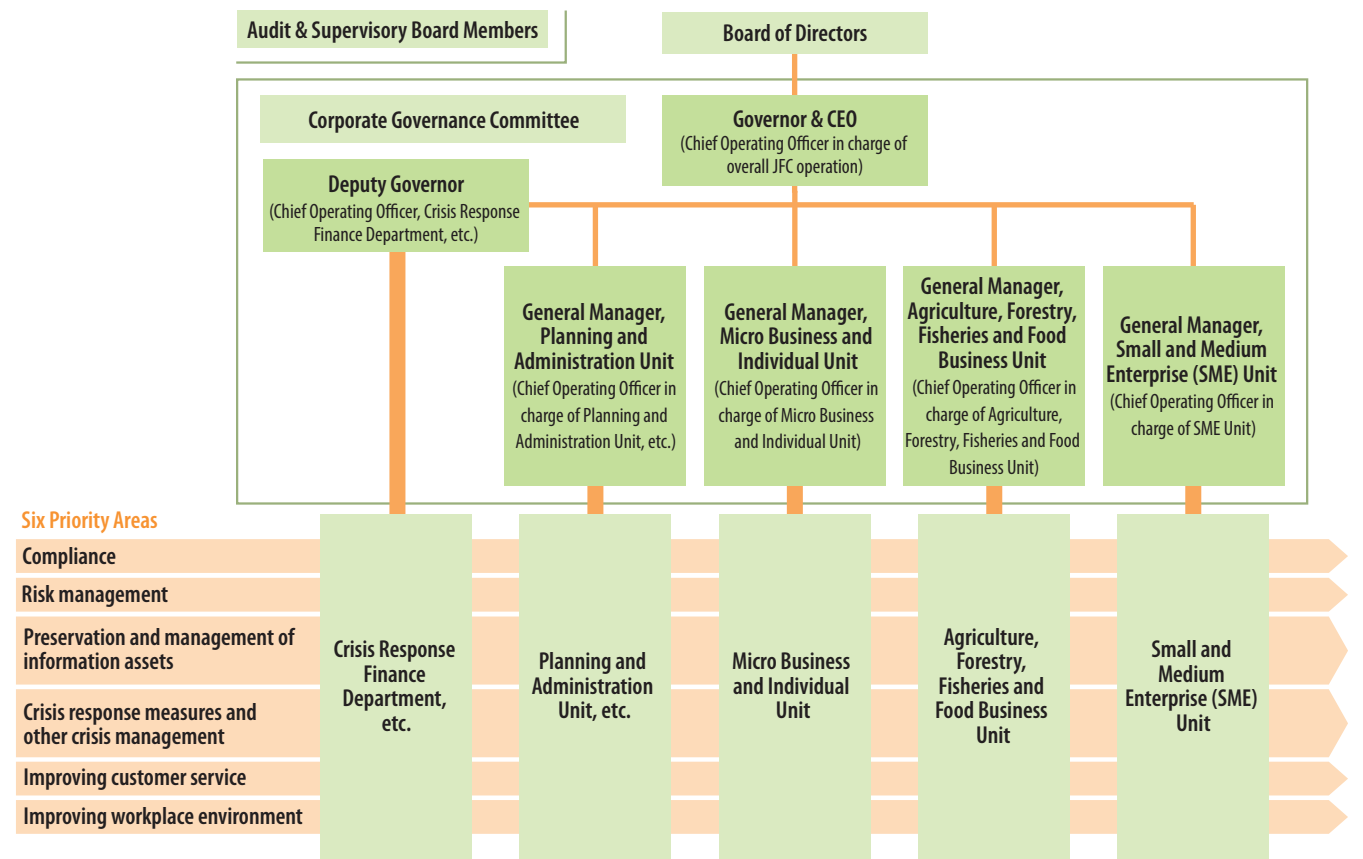 Audit & Supervisory Board Members
Board of Directors
Corporate Governance Committee
Governor & CEO
(Chief Operating Officer in charge of
overall JFC operation)
Deputy Governor
(Chief Operating Officer, Crisis Response
Finance Department, etc.)
General Manager,
Planning and
Administration Unit
(Chief Operating Officer in
charge of Planning and
Administration Unit, etc.)
General Manager,
Micro Business and
Individual Unit
(Chief Operating Officer in
charge of Micro Business
and Individual Unit)
General Manager,
Agriculture, Forestry,
Fisheries and Food
Business Unit
(Chief Operating Officer in
charge of Agriculture,
Forestry, Fisheries and Food
Business Unit)
General Manager,
Small and Medium
Enterprise (SME) Unit
(Chief Operating Officer in
charge of SME Unit)
Six Priority Areas
Compliance
Risk management
Preservation and management of
information assets
Crisis response measures and
other crisis management
Improving customer service
Improving workplace environment
Crisis Response
Finance
Department,
etc.
Planning and
Administration
Unit, etc.
Micro Business
and Individual
Unit
Agriculture,
Forestry,
Fisheries and
Food Business
Unit
Small and
Medium
Enterprise (SME)
Unit